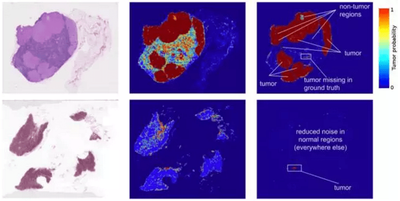 non-tumor
regions
tumor
tumor
tumor missing in
ground truth
reduced noise in
normal regions
(everywhere else)
tumor
1
0
Tumor probability